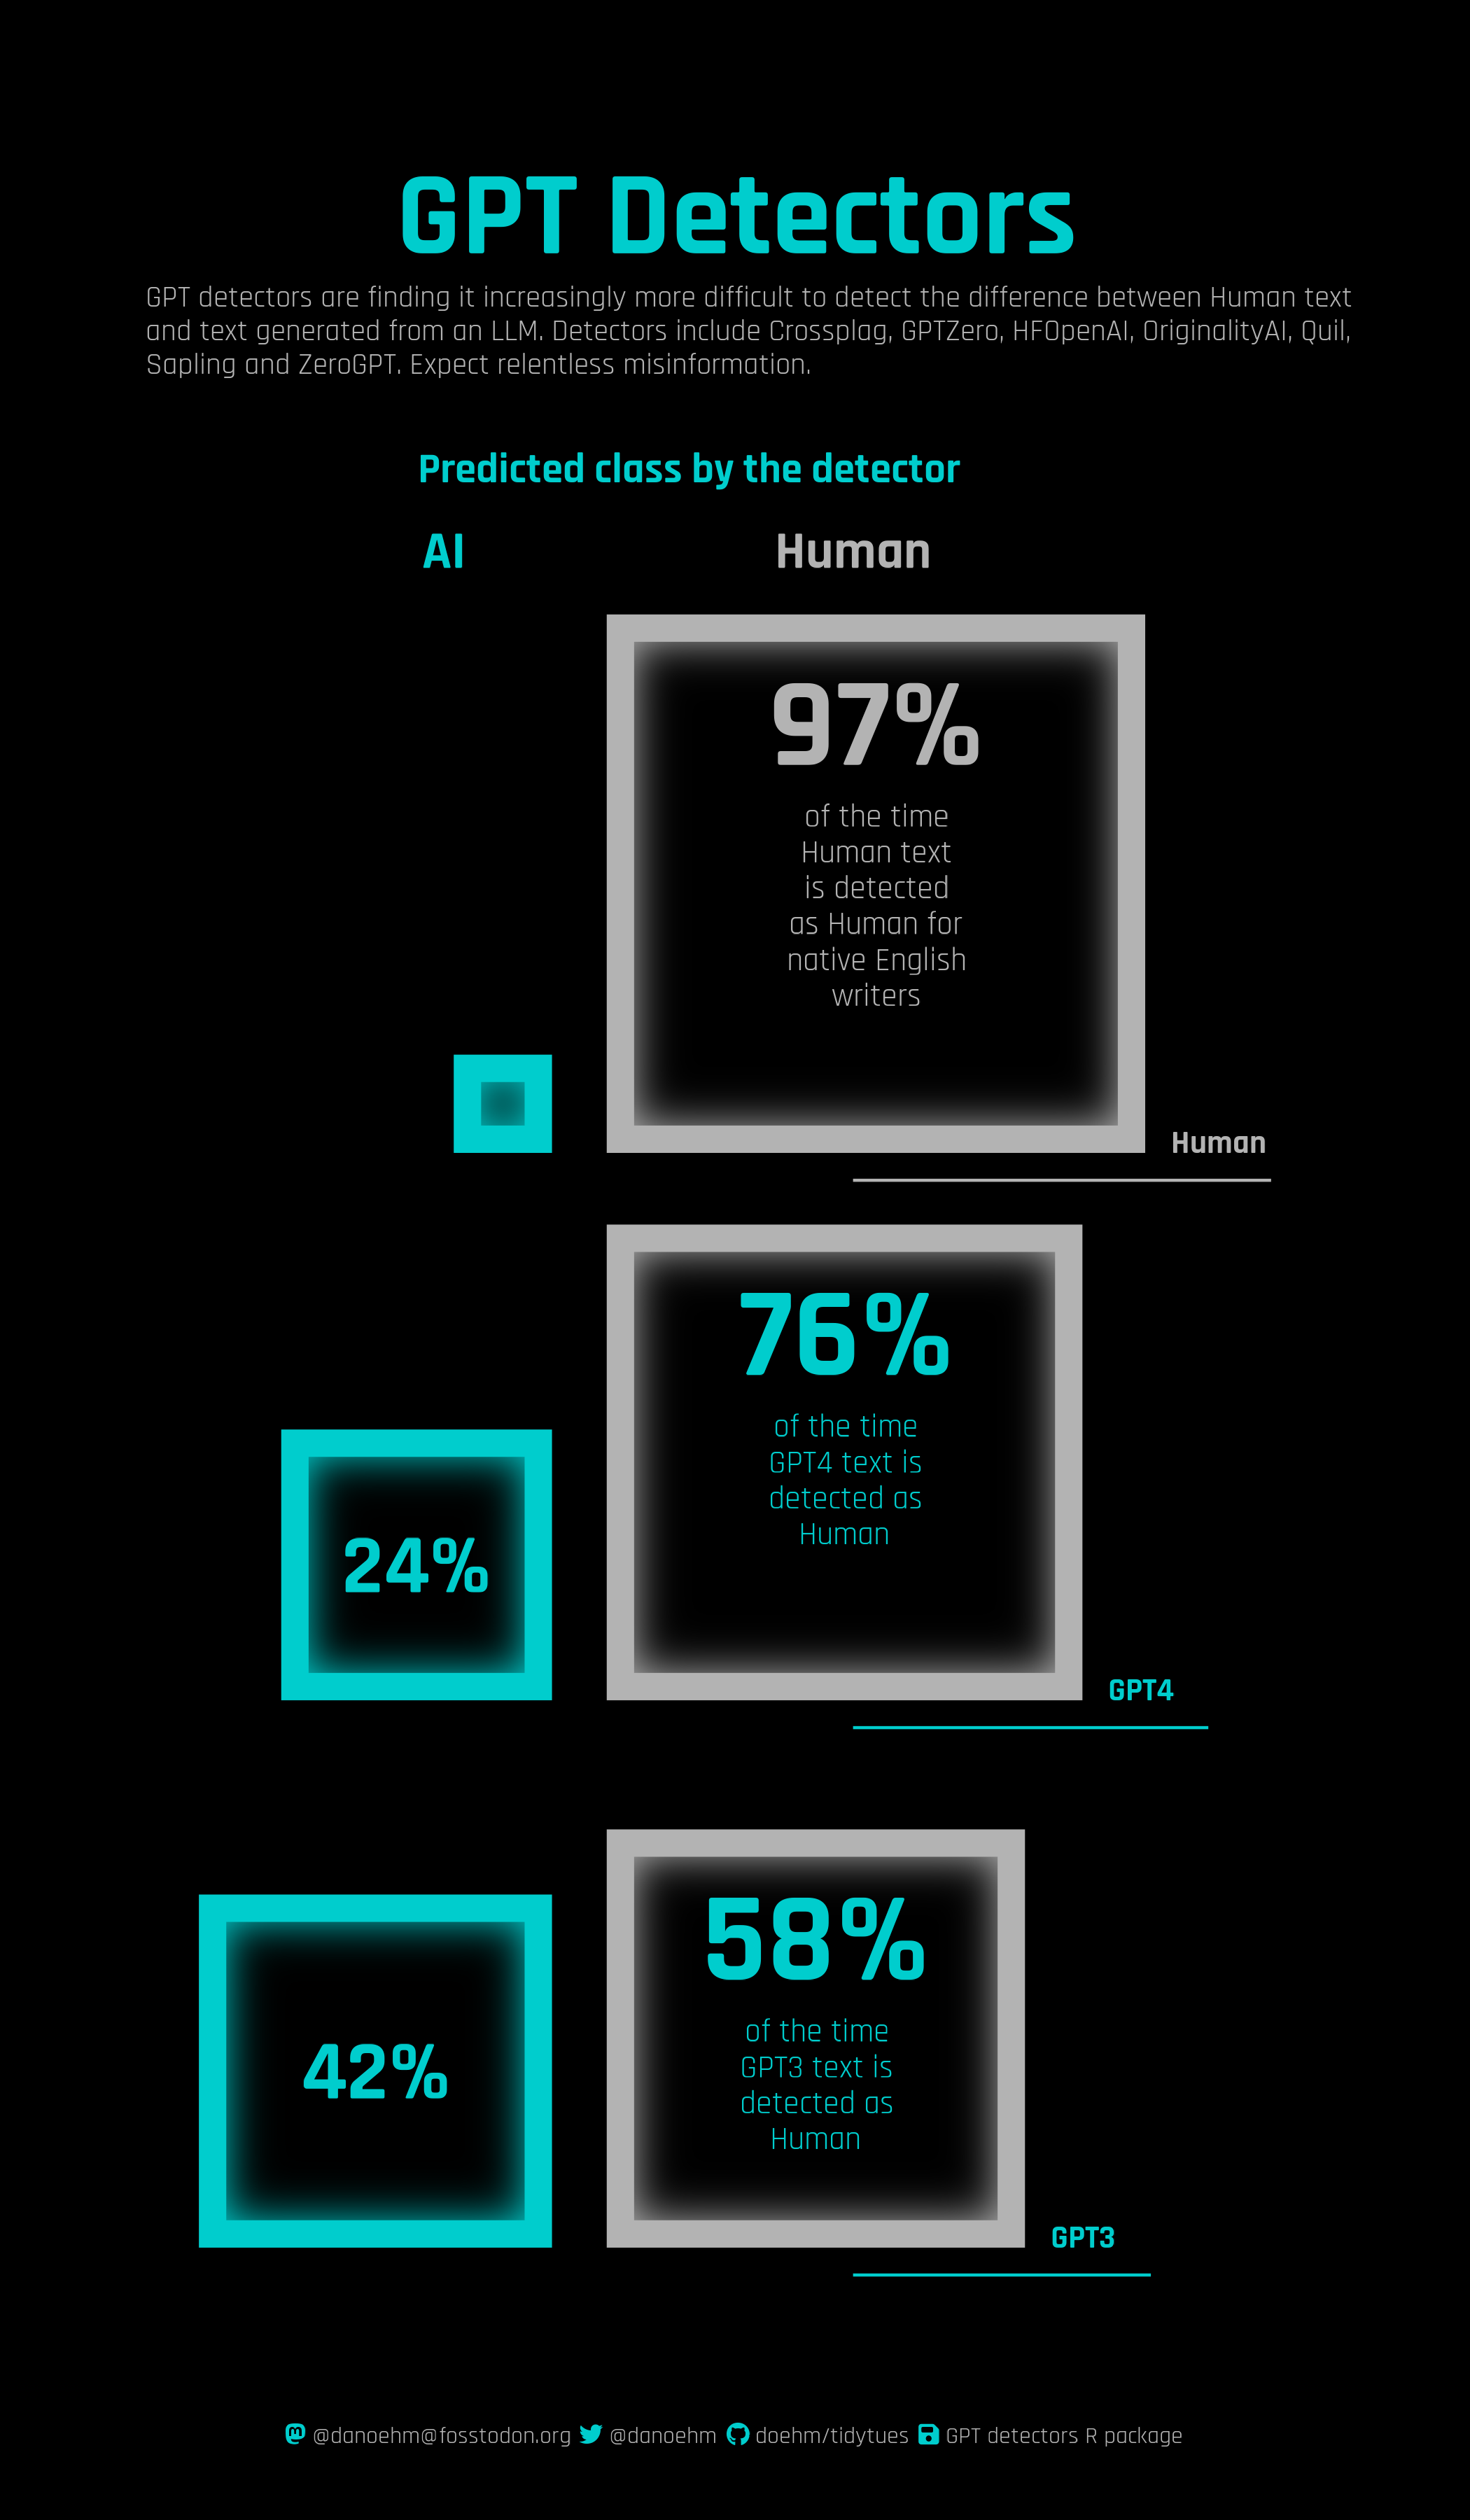 GPT Detectors
GPT detectors are finding it increasingly more difficult to detect the difference between Human text
and text generated from an LLM. Detectors include Crossplag, GPTZero, HFOpenAI, OriginalityAI, Quil,
Sapling and ZeroGPT. Expect relentless misinformation.
Predicted class by the detector
AI Human
97%
of the time
Human text
is detected
as Human for
native English
writers
Human
76%
of the time
GPT4 text is
detected as
Human
24%
GPT4
58%
of the time
GPT3 text is
detected as
Human
42%
GPT3
@danoehm@fosstodon.org @danoehm doehm/tidytues GPT detectors R package